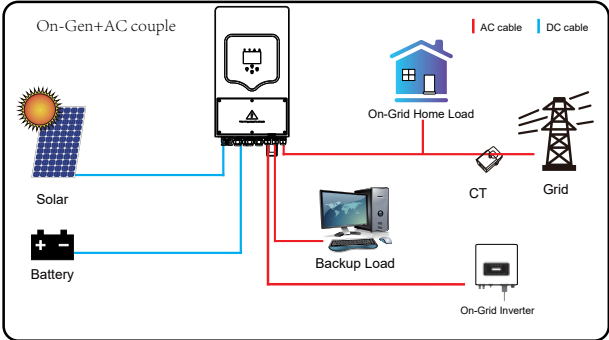 On-Gen+AC couple
AC cable
DC cable
On-Grid Home Load
Solar
CT
Grid
Battery
Backup Load
On-Grid Inverter